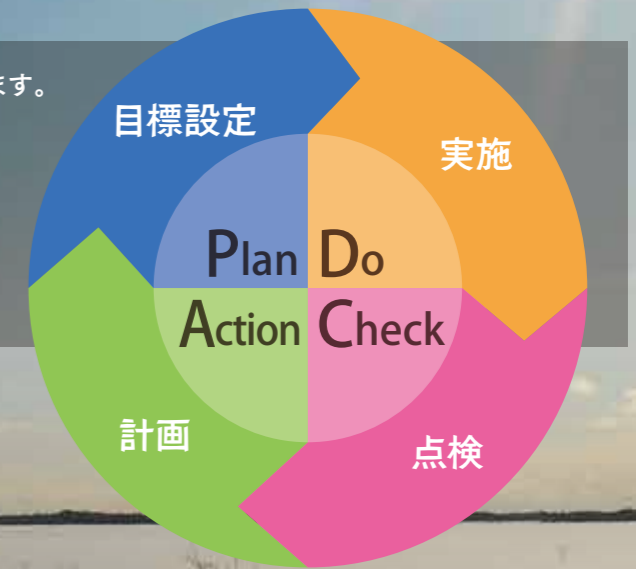 ます。
目標設定
実施
Plan Do
Action Check
計画
点検